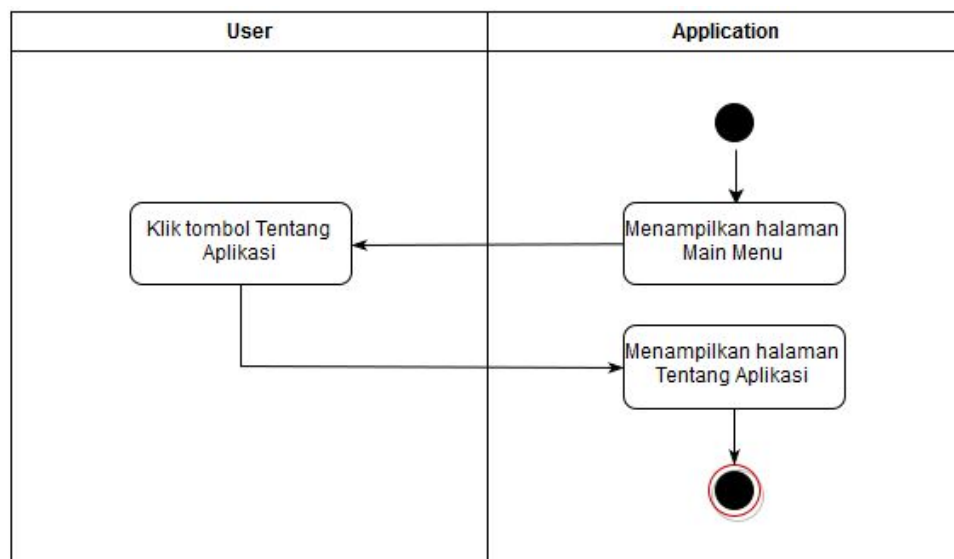 User
Application
Menampilkan halaman
Main Menu
Klik tombol Tentang
Aplikasi
Menampilkan halaman
Tentang Aplikasi